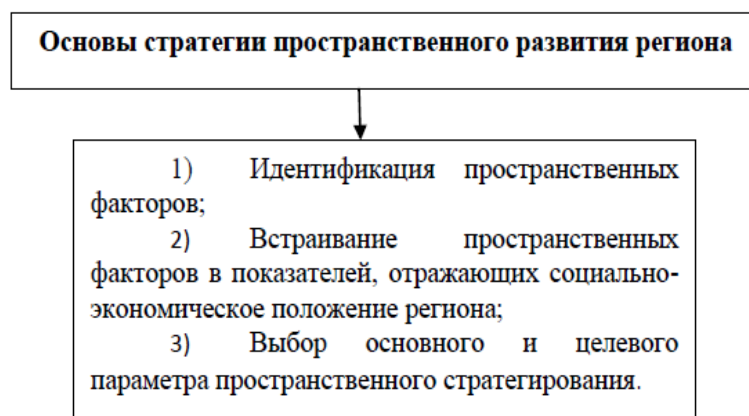 Основы стратегии пространственного развития региона
1) Идентификация пространственных
факторов;
2) Встраивание пространственных
факторов в показателей, отражающих социально-
экономическое положение региона;
3) Выбор основного и целевого
параметра пространственного стратегирования.